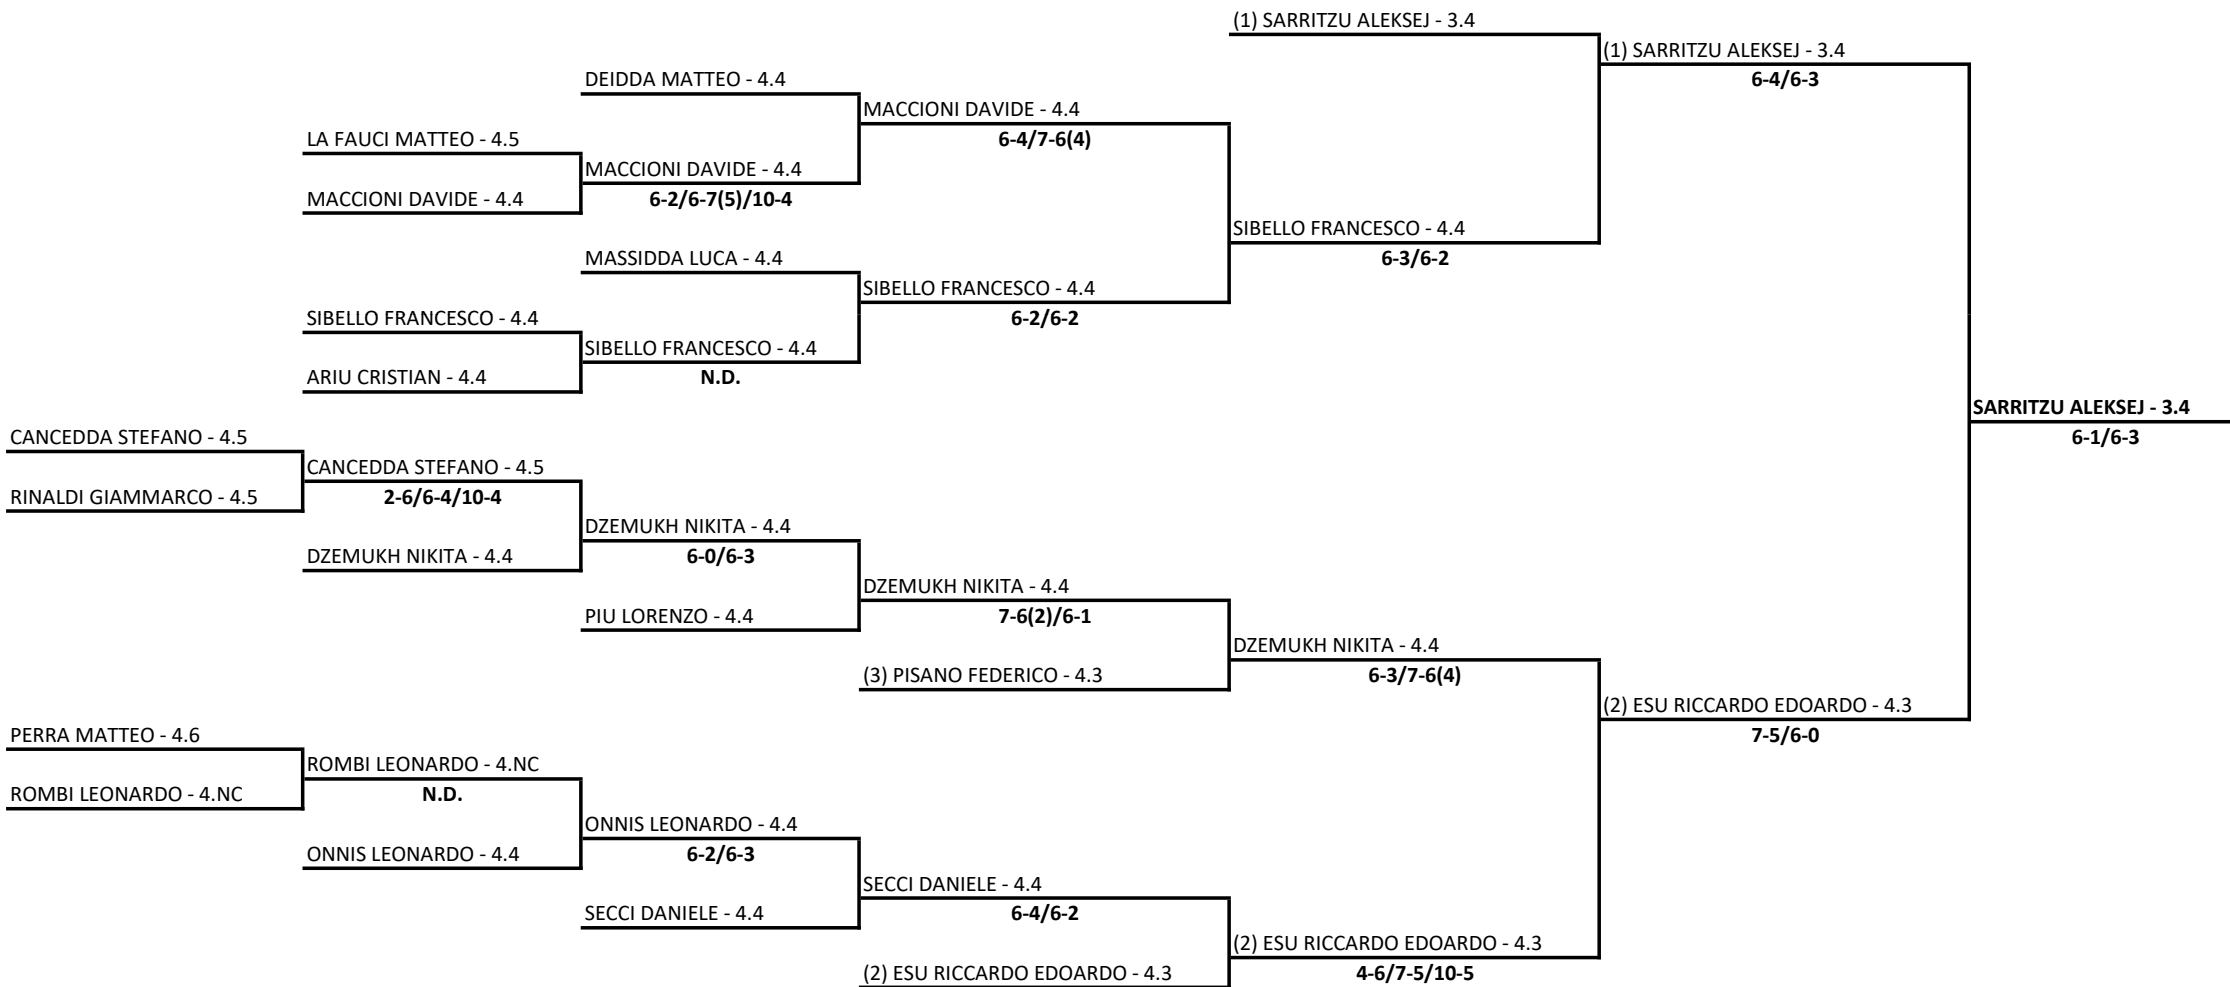 (1) SARRITZU ALEKSEJ - 3.4
(1) SARRITZU ALEKSEJ - 3.4
DEIDDA MATTEO - 4.4
6-4/6-3
MACCIONI DAVIDE - 4.4
LA FAUCI MATTEO - 4.5
6-4/7-6(4)
MACCIONI DAVIDE - 4.4
MACCIONI DAVIDE - 4.4
6-2/6-7(5)/10-4
SIBELLO FRANCESCO - 4.4
MASSIDDA LUCA - 4.4
6-3/6-2
SIBELLO FRANCESCO - 4.4
SIBELLO FRANCESCO - 4.4
6-2/6-2
SIBELLO FRANCESCO - 4.4
ARIU CRISTIAN - 4.4
N.D.
SARRITZU ALEKSEJ - 3.4
CANCEDDA STEFANO - 4.5
6-1/6-3
CANCEDDA STEFANO - 4.5
RINALDI GIAMMARCO - 4.5
2-6/6-4/10-4
DZEMUKH NIKITA - 4.4
DZEMUKH NIKITA - 4.4
6-0/6-3
DZEMUKH NIKITA - 4.4
PIU LORENZO - 4.4
7-6(2)/6-1
DZEMUKH NIKITA - 4.4
(3) PISANO FEDERICO - 4.3
6-3/7-6(4)
(2) ESU RICCARDO EDOARDO - 4.3
PERRA MATTEO - 4.6
7-5/6-0
ROMBI LEONARDO - 4.NC
ROMBI LEONARDO - 4.NC
N.D.
ONNIS LEONARDO - 4.4
ONNIS LEONARDO - 4.4
6-2/6-3
SECCI DANIELE - 4.4
SECCI DANIELE - 4.4
6-4/6-2
(2) ESU RICCARDO EDOARDO - 4.3
(2) ESU RICCARDO EDOARDO - 4.3
4-6/7-5/10-5